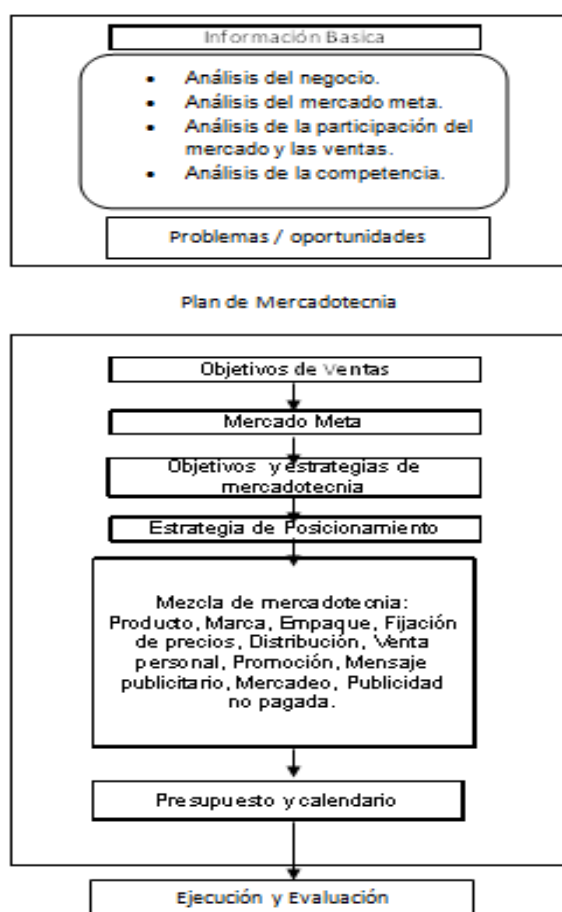 Información Basica
• Análisis del negocio.
• Análisis del mercado meta.
• Análisis de la participación del
mercado y las ventas.
• Análisis de la competencia.
Problemas / oportunidades
Plan de Mercadotecnia
Objetivos de Ventas
Mercado Meta
Objetivos y estrategias de
mercadotecnia
Estrategia de Posicionamiento
Mezcla de mercadotecnia:
Producto, Marca, Empaque, Fijación
de precios, Distribución, Venta
personal, Promoción, Mensaje
publicitario, Mercadeo, Publicidad
no pagada.
Presupuesto y calendario
Ejecución y Evaluación